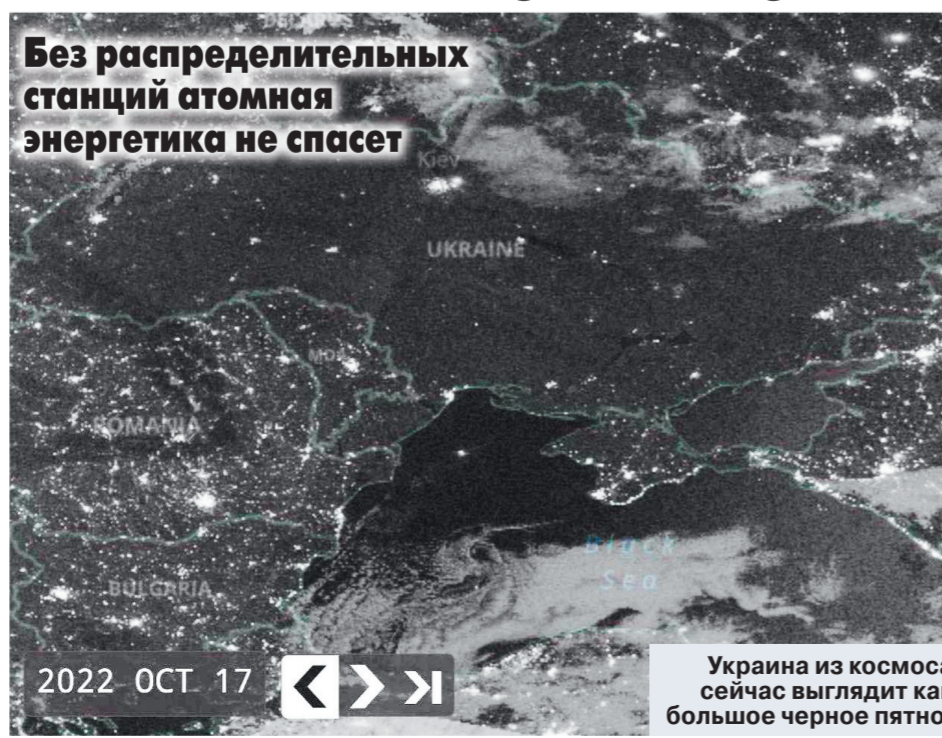 BELARUS
Без распределительных
станций атомная
энергетика не спасет
Kiev
UKRAINE
ROMANIA
Black
Sea
BULGARIA
2022 OCT 17
Украина из космоса
сейчас выглядит как
большое черное пятно